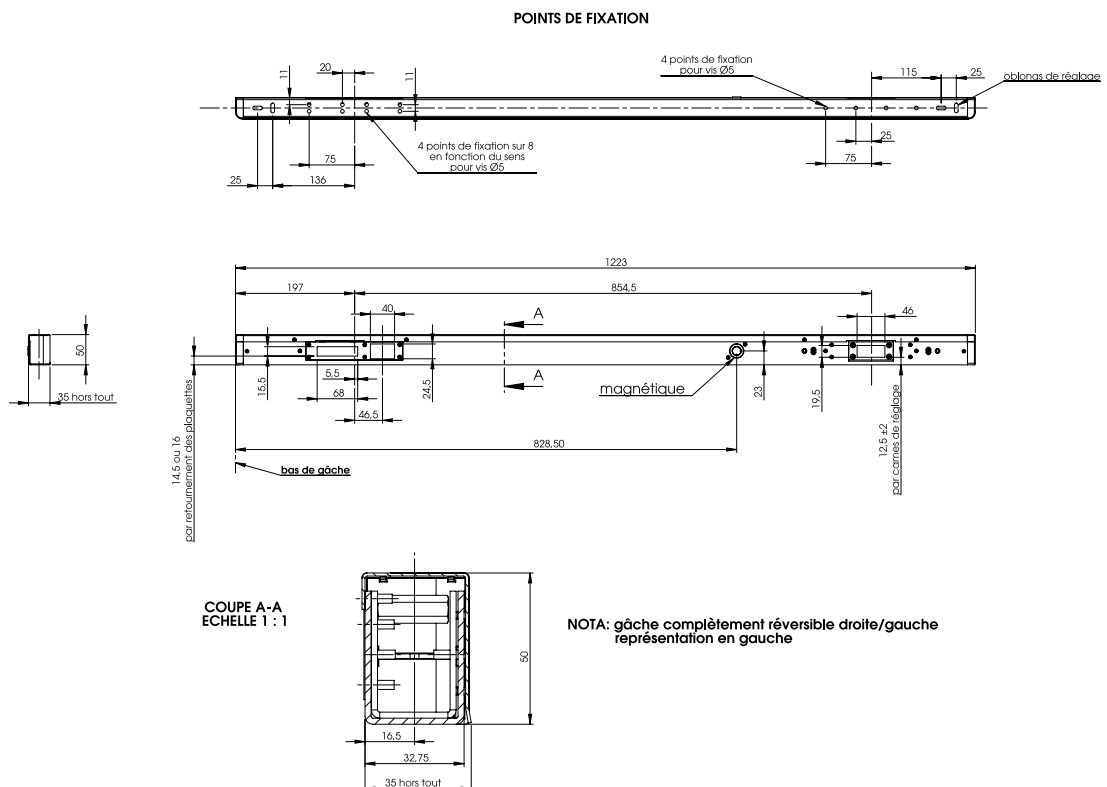 POINTS DE FIXATION
4 points de fixation
pour vis Ø5
115
25
oblongs de réglage
11
20
11
4 points de fixation sur 8
en fonction du sens
pour vis Ø5
75
25
136
25
75
1223
197
854,5
40
A
46
50
35 hors tout
15,5
5,5
68
46,5
24,5
A
magnétique
23
19,5
12,5 ±2
par cames de réglage
828,50
14,5 ou 16
par retournement des plaquettes
bas de gâche
COUPE A-A
ECHELLE 1 : 1
NOTA: gâche complètement réversible droite/gauche
représentation en gauche
50
16,5
32,75
35 hors tout